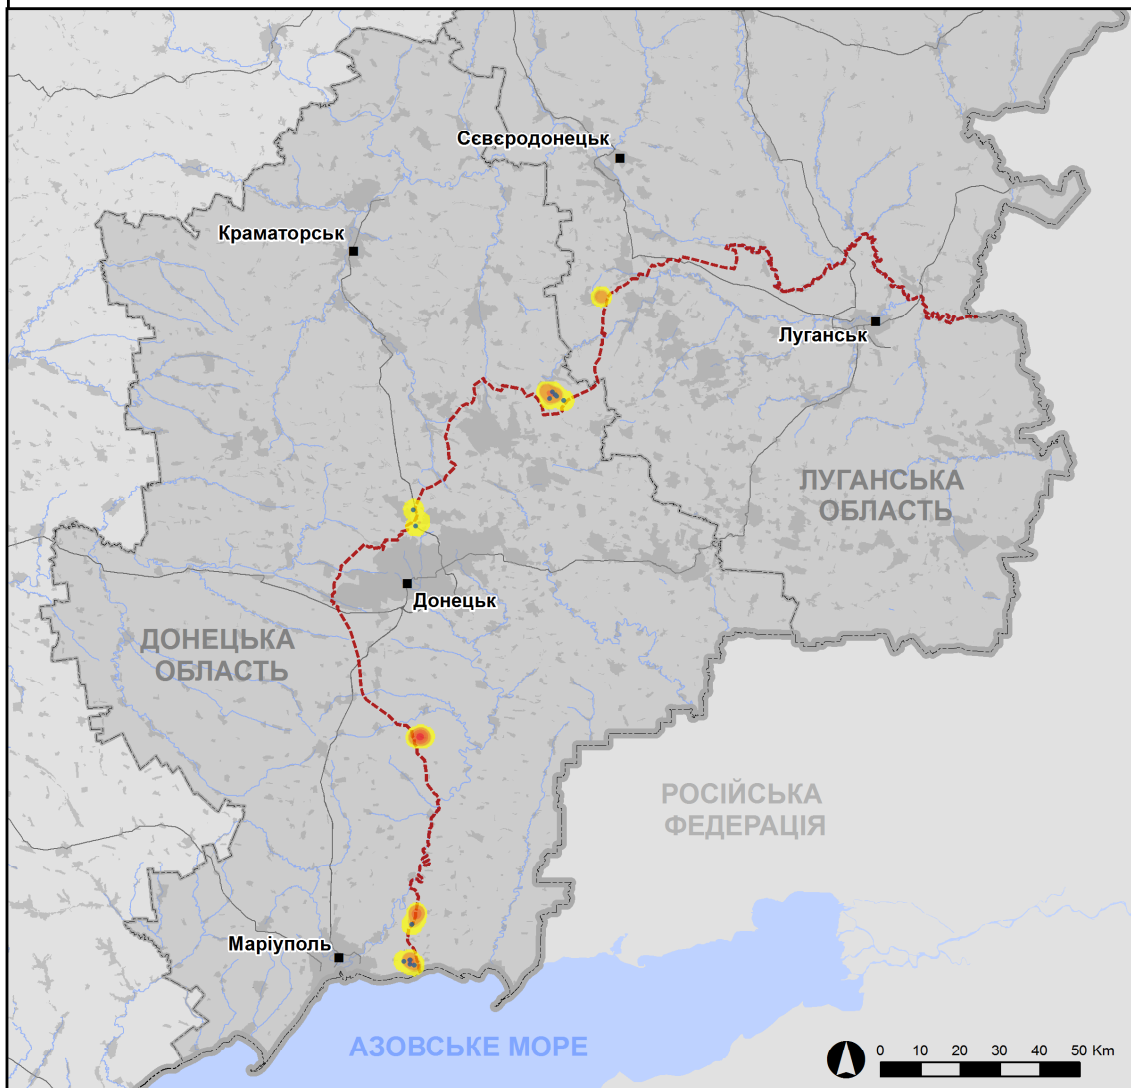 Сєвєродонецьк
Краматорськ
Луганськ
ЛУГАНСЬКА
ОБЛАСТЬ
Донецьк
ДОНЕЦЬКА
ОБЛАСТЬ
РОСІЙСЬКА
ФЕДЕРАЦІЯ
Маріуполь
АЗОВСЬКЕ МОРЕ
0 10 20 30 40 50 Km